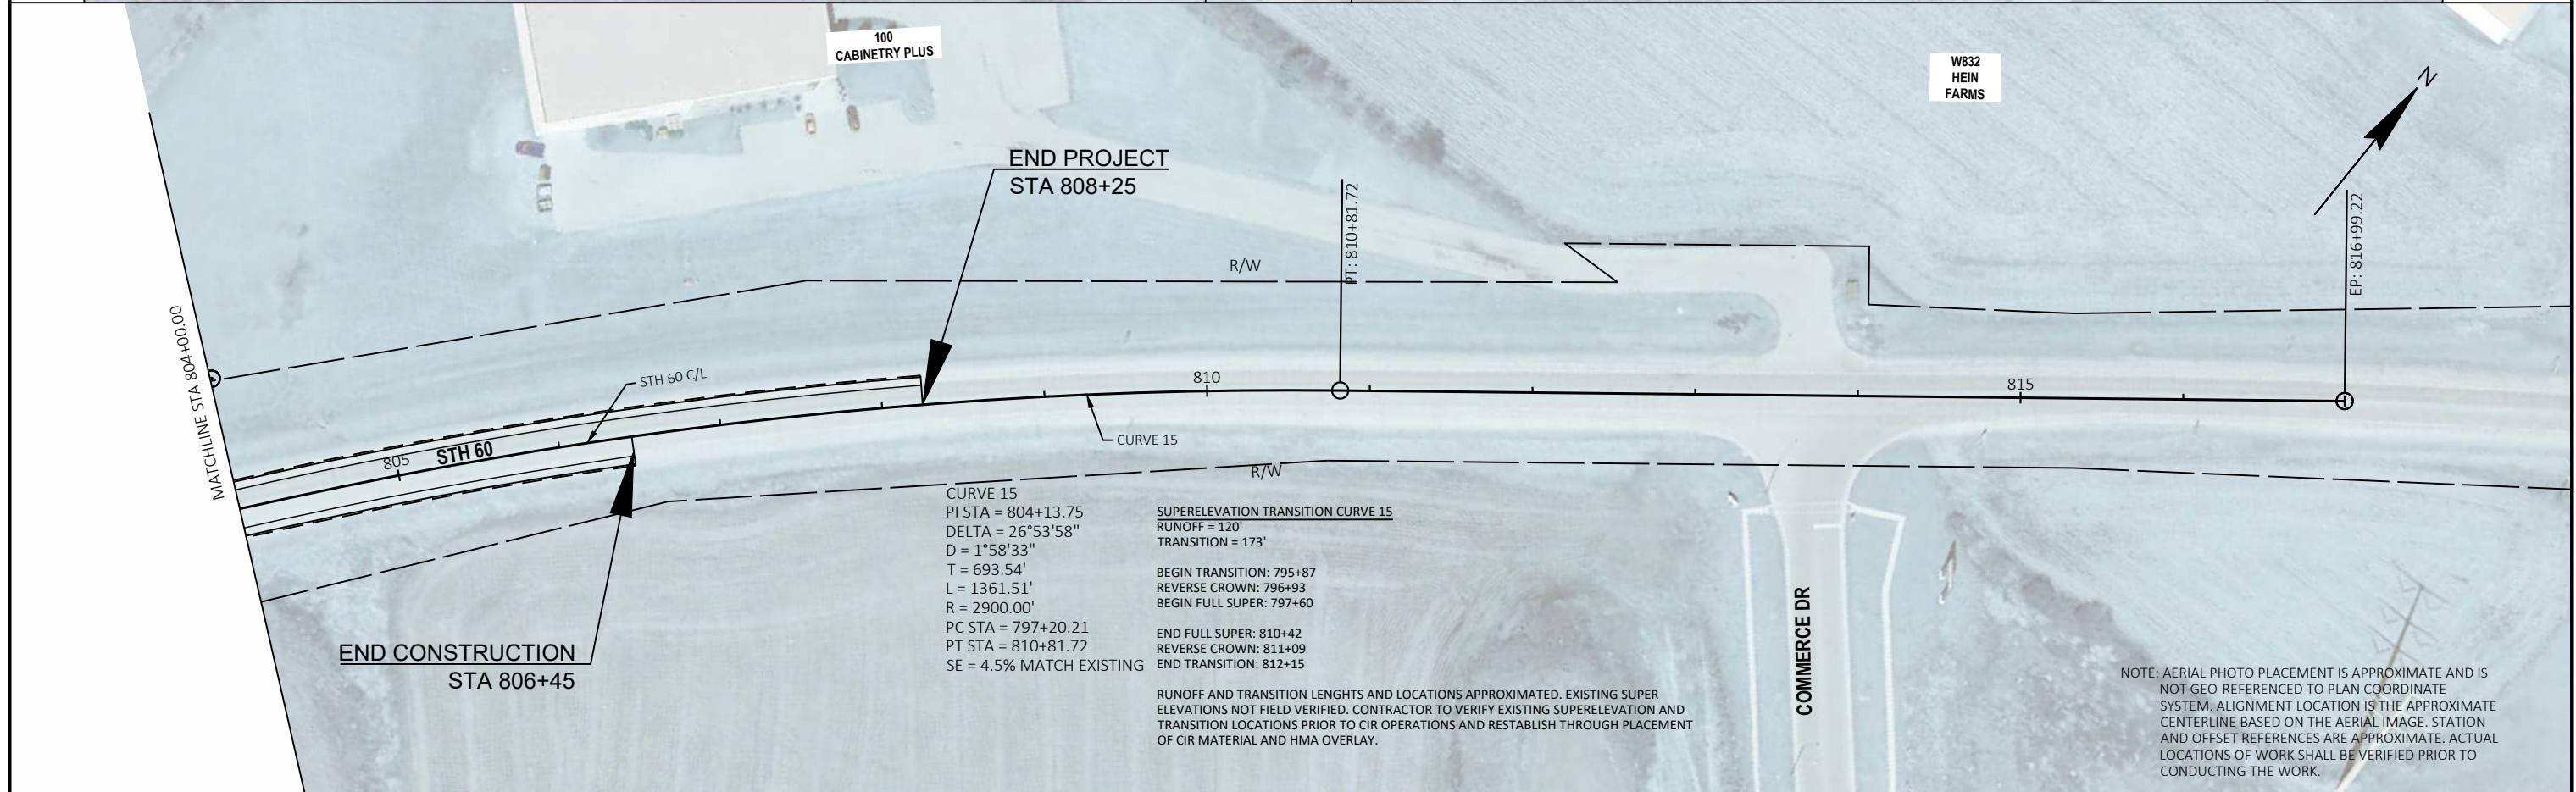 100
CABINETRY PLUS
W832
HEIN
FARMS
N
END PROJECT
STA 808+25
PT: 810+81.72
EP: 816+99.22
R/W
MATCHLINE STA 804+00.00
STH 60 C/L
810
815
805
STH 60
CURVE 15
R/W
CURVE 15
PI STA = 804+13.75
DELTA = 26°53'58"
D = 1°58'33"
T = 693.54'
L = 1361.51'
R = 2900.00'
PC STA = 797+20.21
PT STA = 810+81.72
SE = 4.5% MATCH EXISTING
SUPERELEVATION TRANSITION CURVE 15
RUNOFF = 120'
TRANSITION = 173'
BEGIN TRANSITION: 795+87
REVERSE CROWN: 796+93
BEGIN FULL SUPER: 797+60
END FULL SUPER: 810+42
REVERSE CROWN: 811+09
END TRANSITION: 812+15
RUNOFF AND TRANSITION LENGHTS AND LOCATIONS APPROXIMATED. EXISTING SUPER
ELEVATIONS NOT FIELD VERIFIED. CONTRACTOR TO VERIFY EXISTING SUPERELEVATION AND
TRANSITION LOCATIONS PRIOR TO CIR OPERATIONS AND RESTABLISH THROUGH PLACEMENT
OF CIR MATERIAL AND HMA OVERLAY.
END CONSTRUCTION
STA 806+45
COMMERCE DR
NOTE: AERIAL PHOTO PLACEMENT IS APPROXIMATE AND IS
NOT GEO-REFERENCED TO PLAN COORDINATE
SYSTEM. ALIGNMENT LOCATION IS THE APPROXIMATE
CENTERLINE BASED ON THE AERIAL IMAGE. STATION
AND OFFSET REFERENCES ARE APPROXIMATE. ACTUAL
LOCATIONS OF WORK SHALL BE VERIFIED PRIOR TO
CONDUCTING THE WORK.